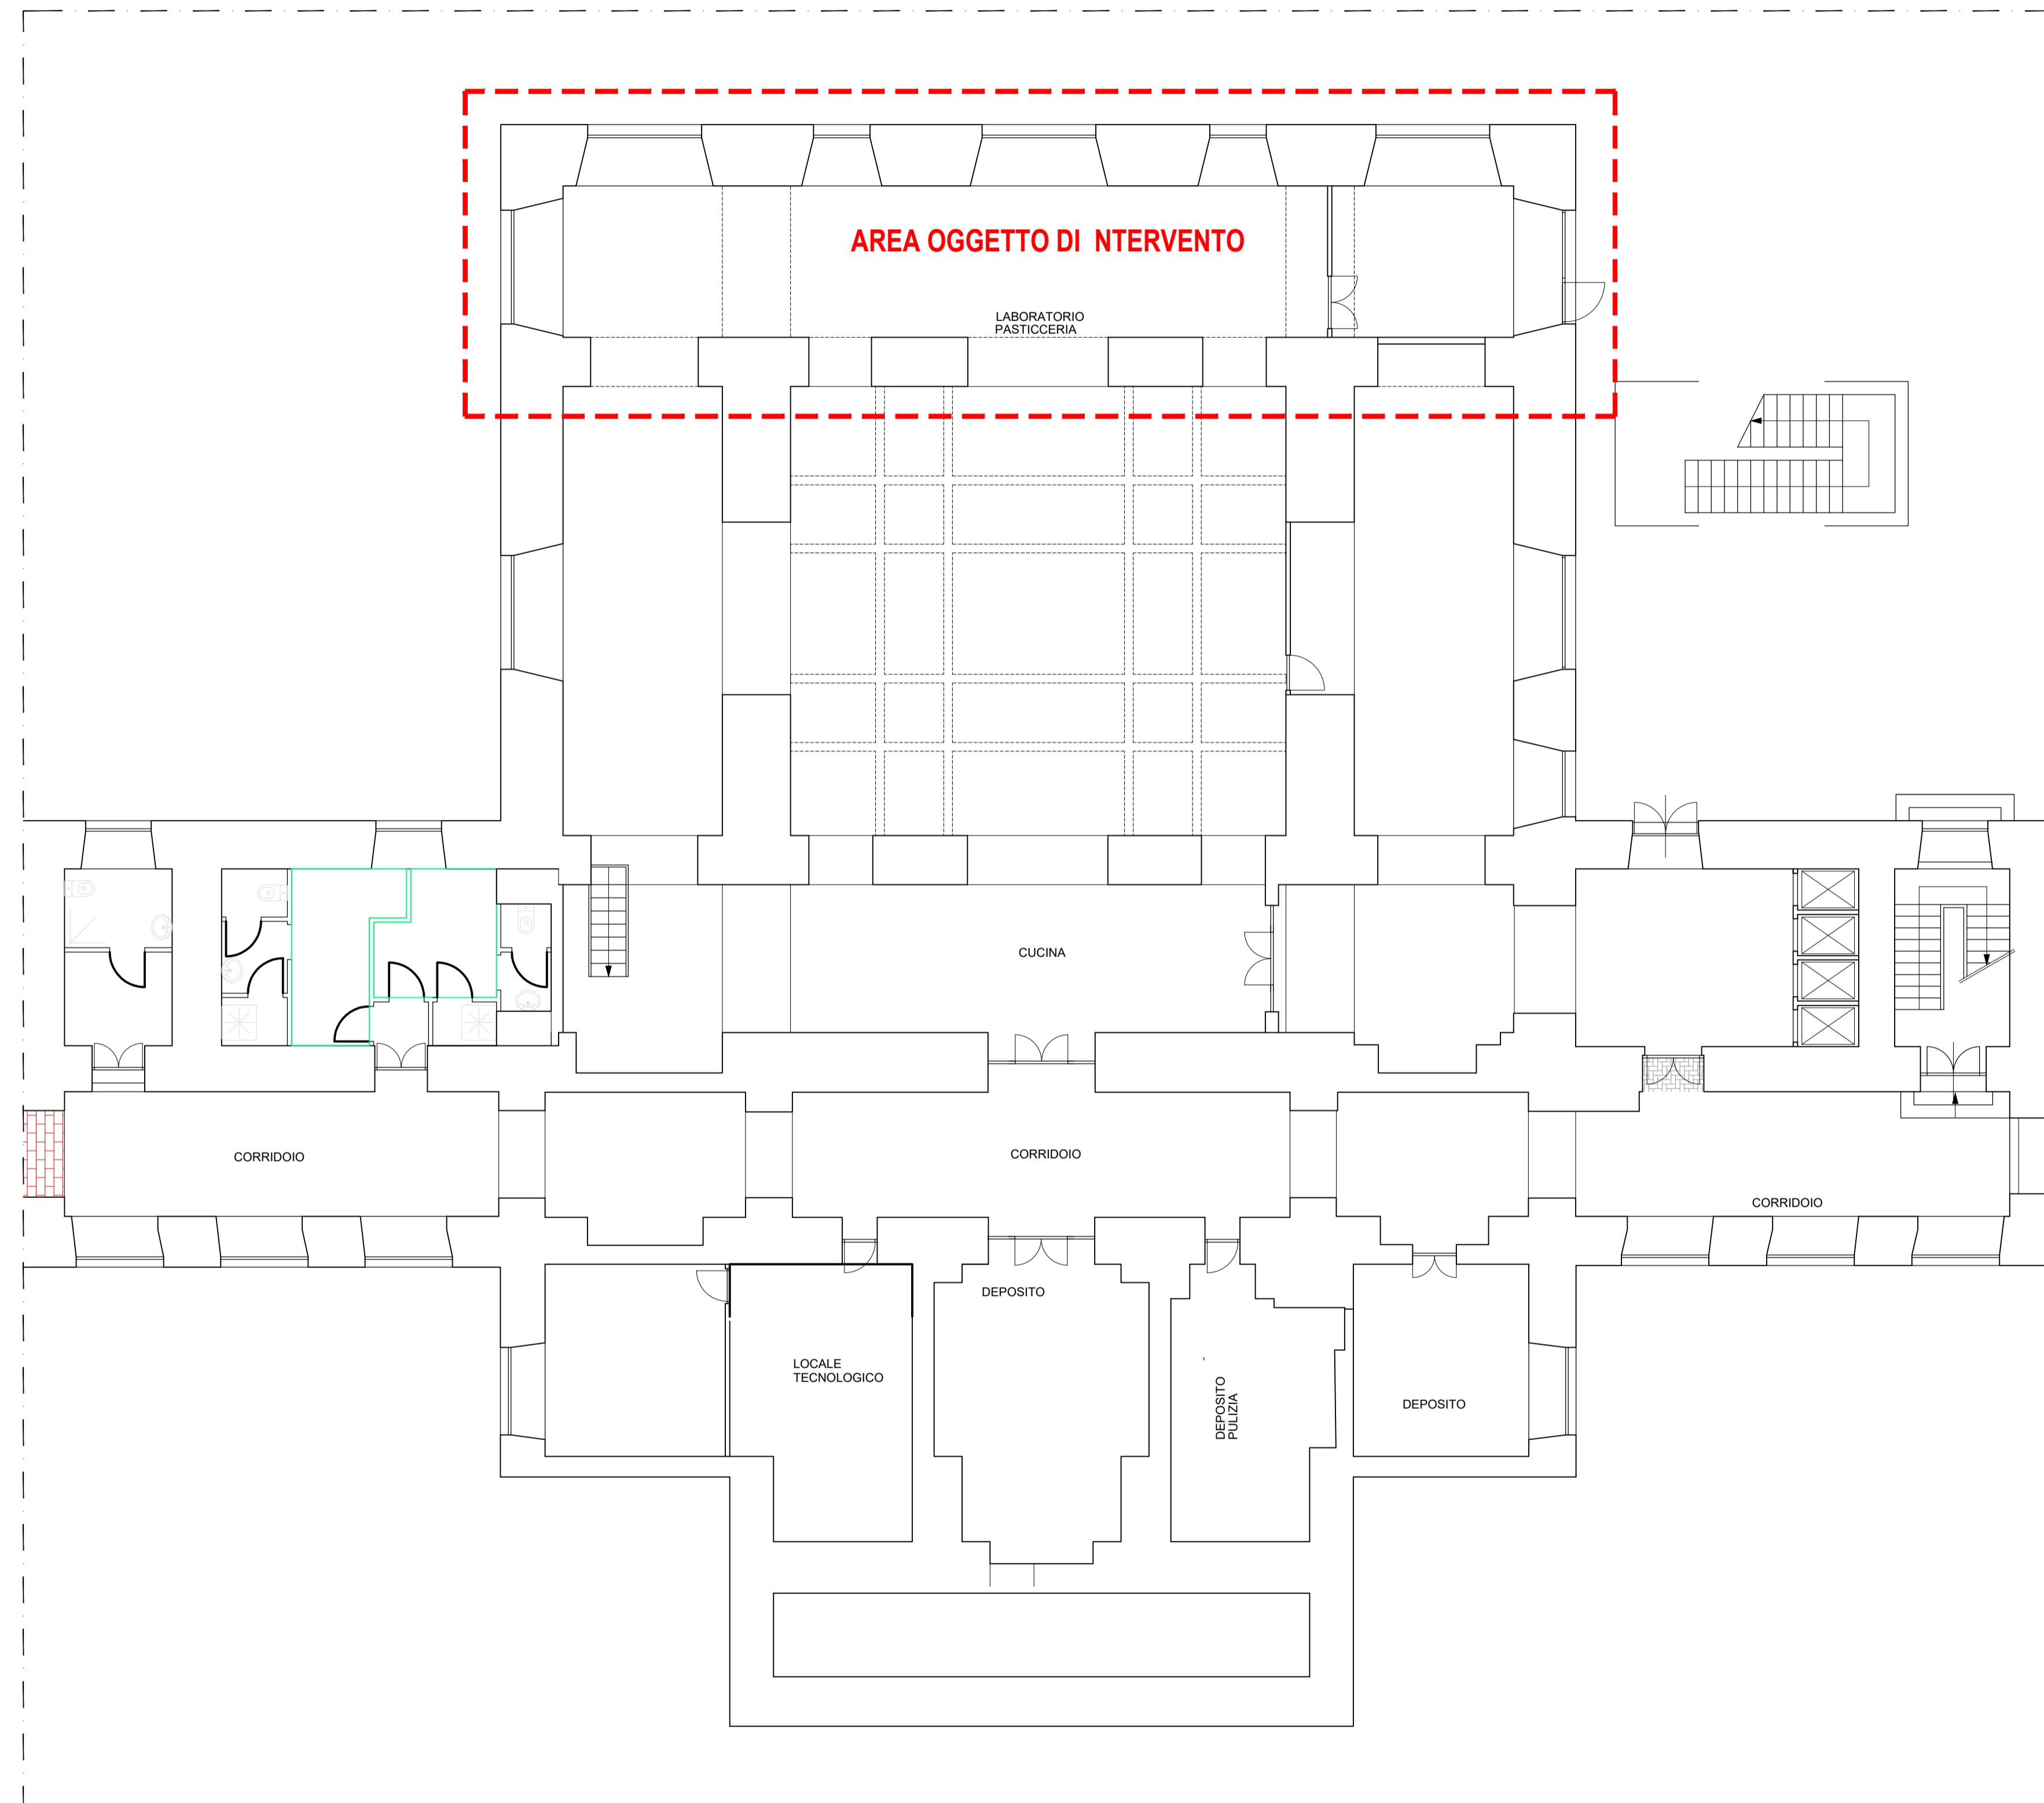 AREA OGGETTO DI  NTERVENTO
LABORATORIO
PASTICCERIA
CUCINA
CORRIDOIO
CORRIDOIO
CORRIDOIO
DEPOSITO
LOCALE
TECNOLOGICO
DEPOSITO
PULIZIA
DEPOSITO